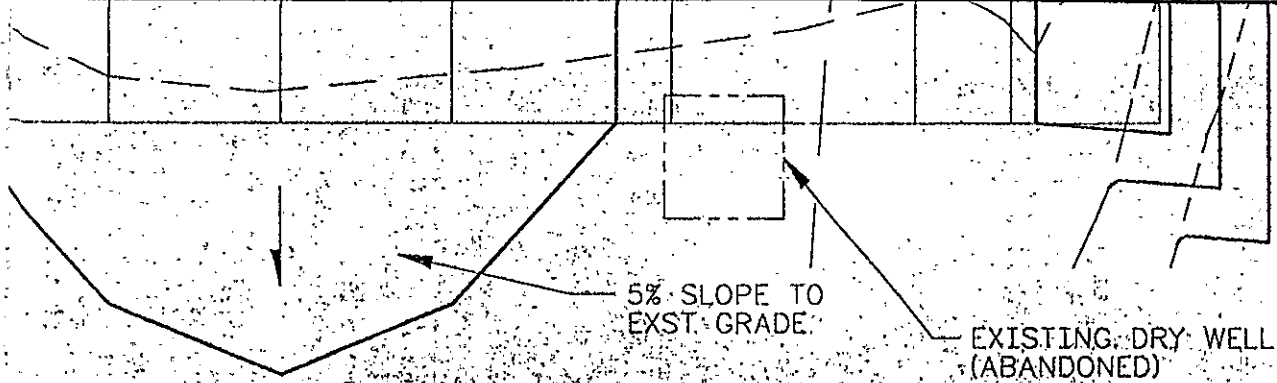 5% SLOPE TO
EXST. GRADE
EXISTING DRY WELL
(ABANDONED)